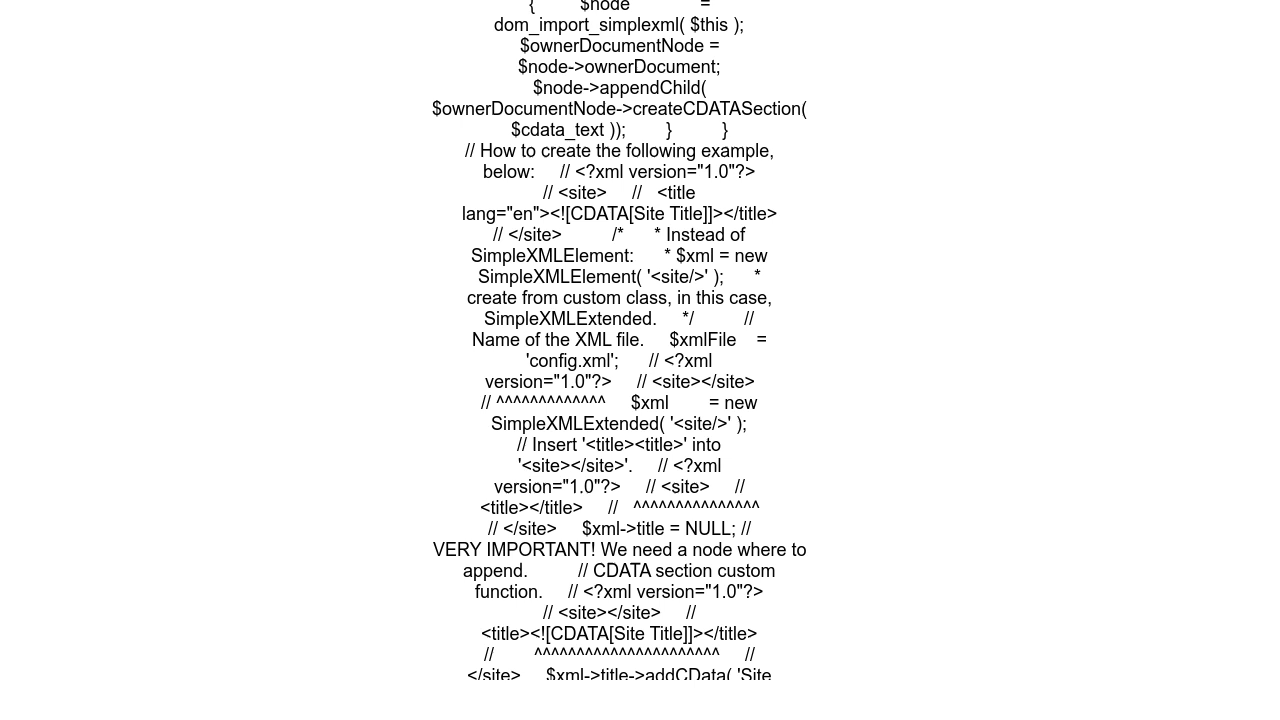 { $node =
dom_import_simplexml( $this );
$ownerDocumentNode =
$node->ownerDocument;
$node->appendChild(
$ownerDocumentNode->createCDATASection(
$cdata_text )); } }
// How to create the following example,
below: // <?xml version="1.0"?>
// <site> // <title
lang="en"><![CDATA[Site Title]]></title>
// </site> /* * Instead of
SimpleXMLElement: * $xml = new
SimpleXMLElement( '<site/>' ); *
create from custom class, in this case,
SimpleXMLExtended. */ //
Name of the XML file. $xmlFile =
'config.xml'; // <?xml
version="1.0"?> // <site></site>
// ^^^^^^^^^^^^^ $xml = new
SimpleXMLExtended( '<site/>' );
// Insert '<title><title>' into
'<site></site>'. // <?xml
version="1.0"?> // <site> //
<title></title> // ^^^^^^^^^^^^^^^
// </site> $xml->title = NULL; //
VERY IMPORTANT! We need a node where to
append. // CDATA section custom
function. // <?xml version="1.0"?>
// <site></site> //
<title><![CDATA[Site Title]]></title>
// ^^^^^^^^^^^^^^^^^^^^^^ //
</site> $xml->title->addCData( 'Site